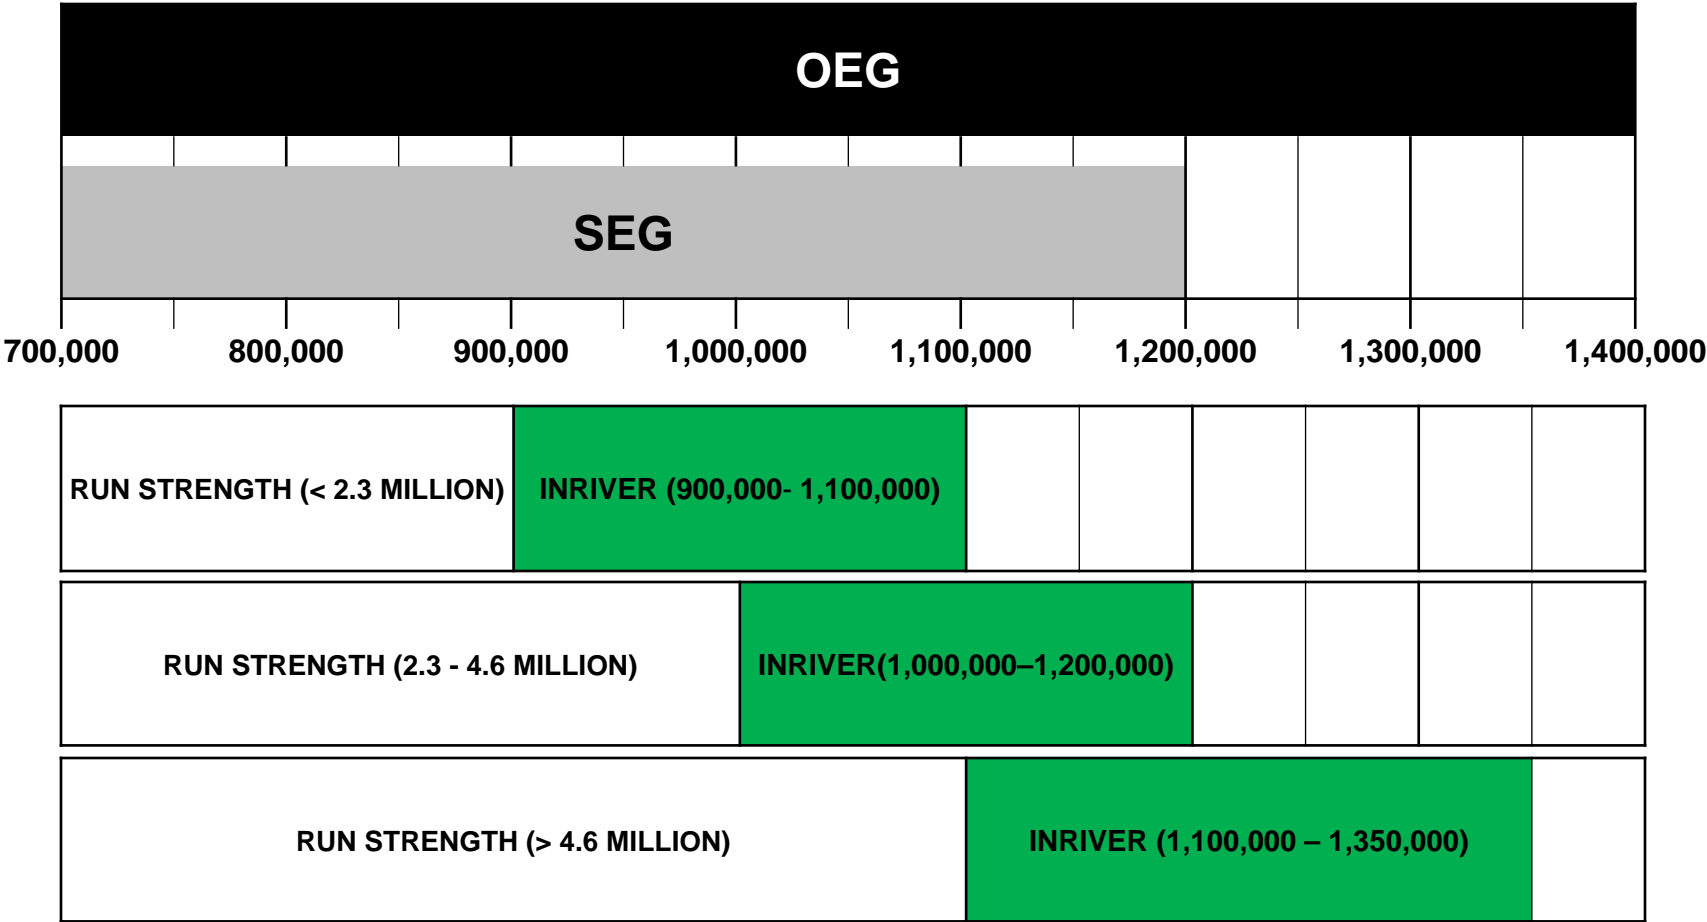 OEG
SEG
700,000 800,000 900,000 1,000,000 1,100,000 1,200,000 1,300,000 1,400,000
RUN STRENGTH (< 2.3 MILLION) INRIVER (900,000- 1,100,000)
RUN STRENGTH (2.3 - 4.6 MILLION) INRIVER(1,000,000–1,200,000)
RUN STRENGTH (> 4.6 MILLION) INRIVER (1,100,000 – 1,350,000)